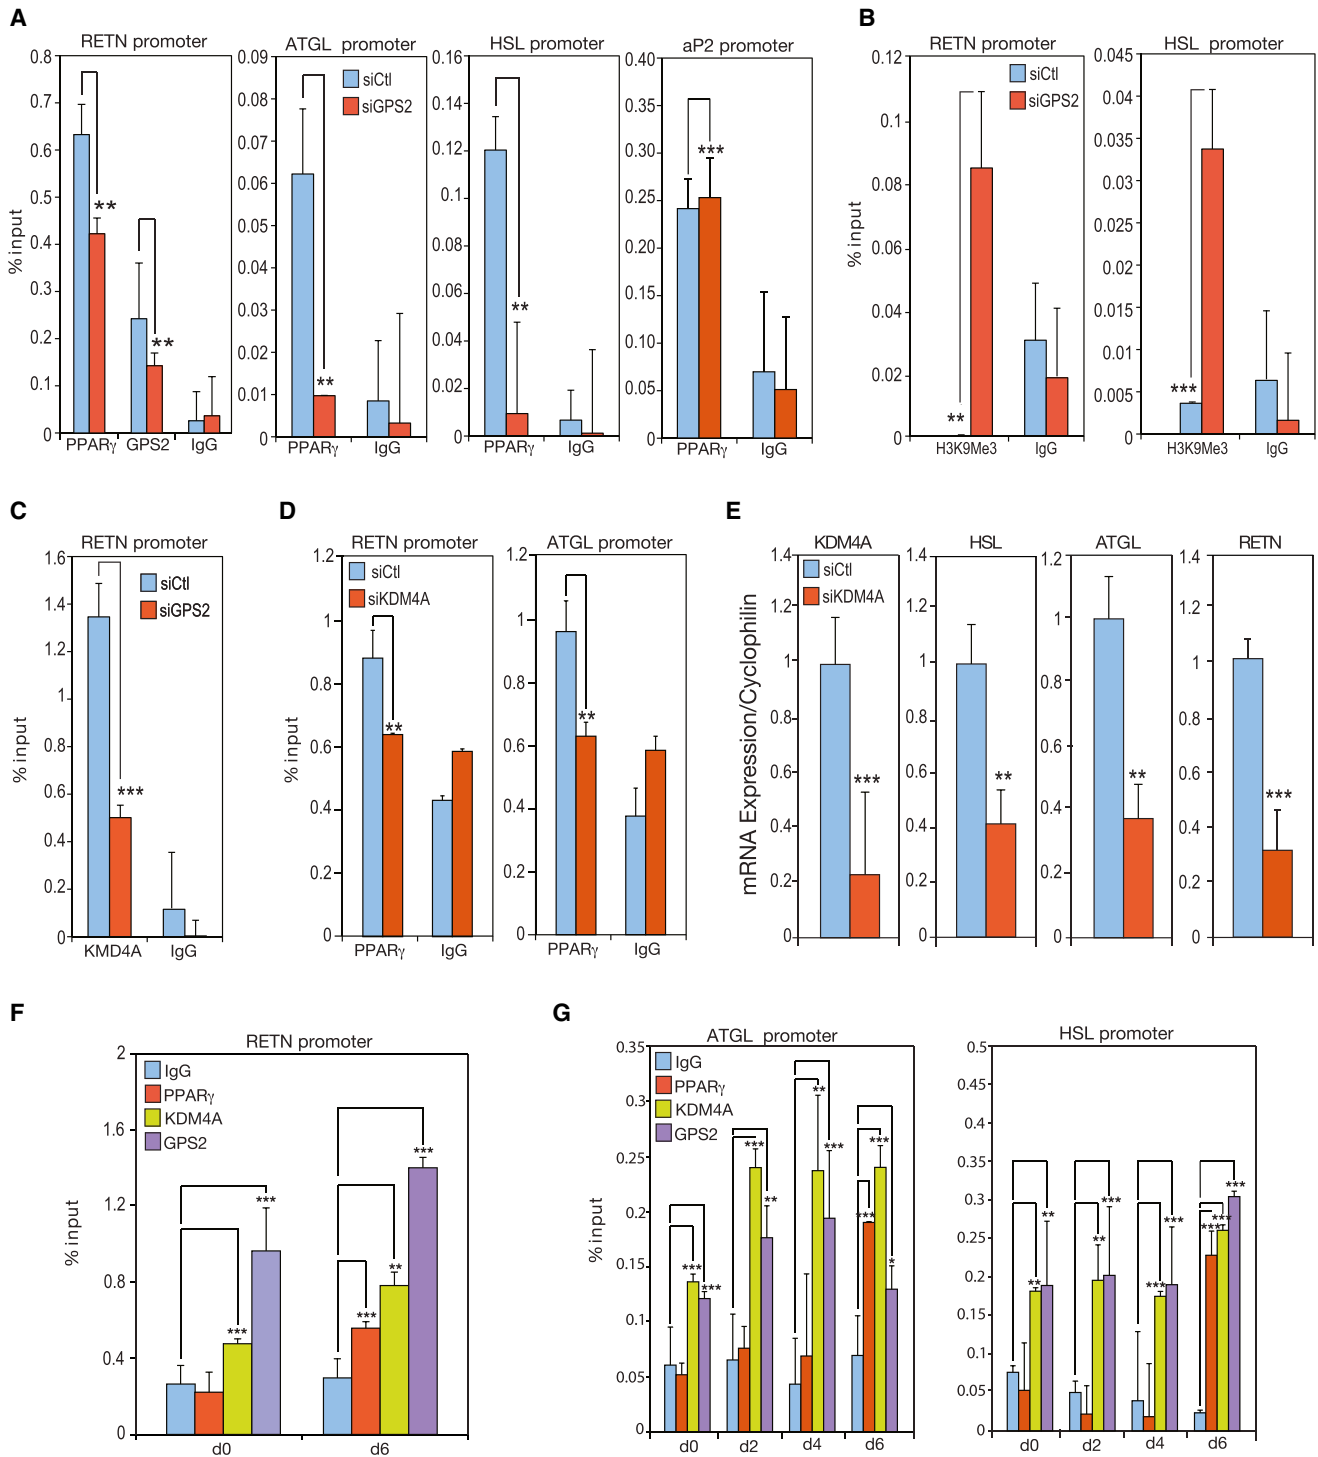 A
RETN promoter
% input
0.8
0.7
0.6
0.5
0.4
0.3
0.2
0.1
0
**
**
PPARγ GPS2 IgG
ATGL promoter
siCtl
siGPS2
0.09
0.08
0.07
0.06
0.05
0.04
0.03
0.02
0.01
0
**
PPARγ IgG
HSL promoter
0.16
0.14
0.12
0.1
0.08
0.06
0.04
0.02
0
**
PPARγ IgG
aP2 promoter
0.40
0.35
0.30
0.25
0.20
0.15
0.10
0.05
0
***
PPARγ IgG
B
RETN promoter
siCtl
siGPS2
% input
0.12
0.1
0.08
0.06
0.04
0.02
0
**
H3K9Me3 IgG
HSL promoter
0.04
0.035
0.03
0.025
0.02
0.015
0.01
0.005
0
***
H3K9Me3 IgG
C
RETN promoter
siCtl
siGPS2
% input
1.6
1.4
1.2
1
0.8
0.6
0.4
0.2
0
***
KMD4A IgG
D
RETN promoter
siCtl
siKDM4A
% input
1.2
1
0.8
0.6
0.4
0.2
0
**
PPARγ IgG
ATGL promoter
1.2
1
0.8
0.6
0.4
0.2
0
**
PPARγ IgG
E
mRNA Expression/Cyclophilin
KDM4A
siCtl
siKDM4A
1.4
1.2
1
0.8
0.6
0.4
0.2
0
***
HSL
1.4
1.2
1
0.8
0.6
0.4
0.2
0
**
ATGL
1.2
1
0.8
0.6
0.4
0.2
0
**
RETN
1.4
1.2
1
0.8
0.6
0.4
0.2
0
***
F
RETN promoter
IgG
PPARγ
KDM4A
GPS2
% input
2
1.6
1.2
0.8
0.4
0
***
***
***
**
***
d0 d6
G
ATGL promoter
IgG
PPARγ
KDM4A
GPS2
% input
0.35
0.3
0.25
0.2
0.15
0.1
0.05
0
***
***
***
**
**
***
***
***
*
d0 d2 d4 d6
HSL promoter
0.5
0.45
0.4
0.35
0.3
0.25
0.2
0.15
0.1
0.05
0
**
**
**
***
***
***
***
***
***
d0 d2 d4 d6